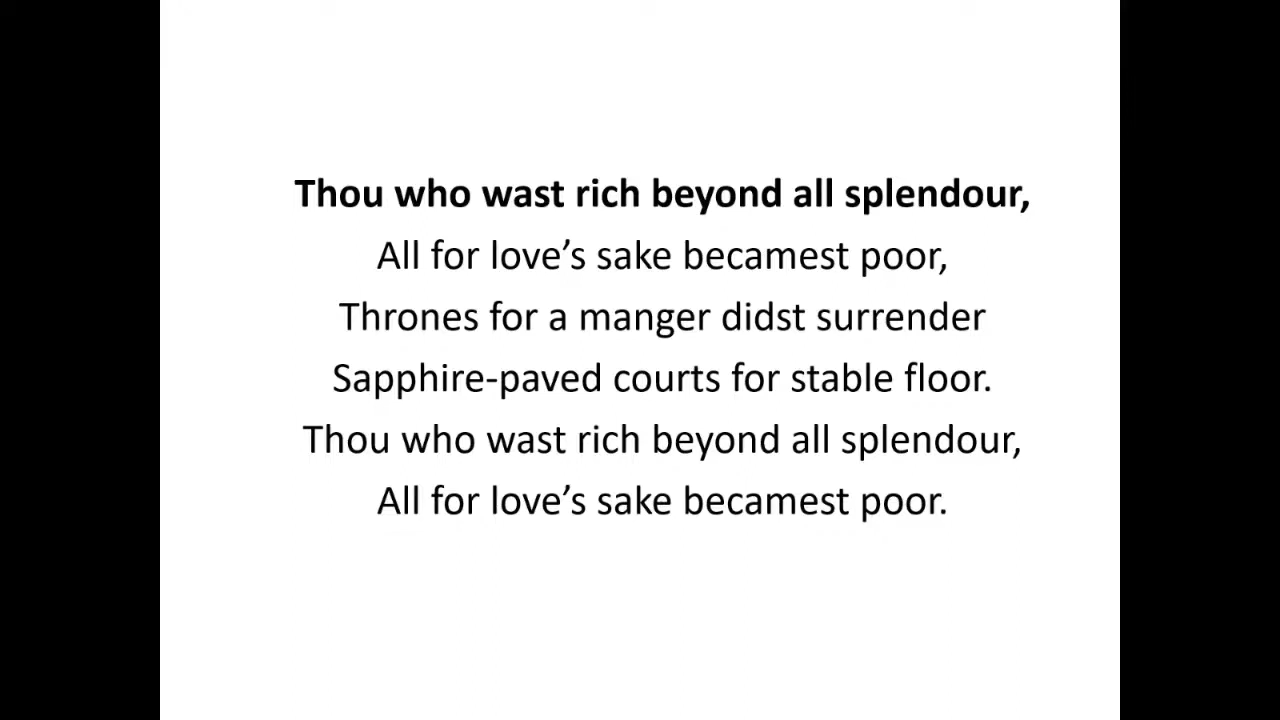 Thou who wast rich beyond all splendour,
All for love’s sake becamest poor,
Thrones for a manger didst surrender
Sapphire-paved courts for stable floor.
Thou who wast rich beyond all splendour,
All for love’s sake becamest poor.